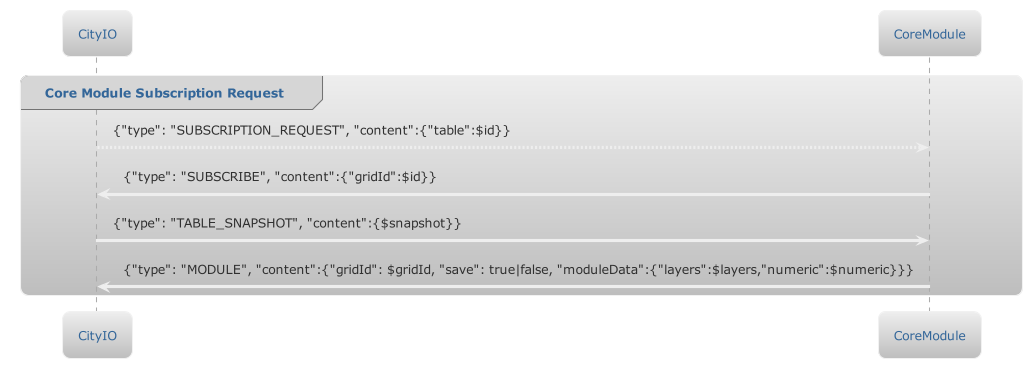 CityIO
CoreModule
Core Module Subscription Request
{"type": "SUBSCRIPTION_REQUEST", "content":{"table":$id}}
{"type": "SUBSCRIBE", "content":{"gridId":$id}}
{"type": "TABLE_SNAPSHOT", "content":{$snapshot}}
{"type": "MODULE", "content":{"gridId": $gridId, "save": true|false, "moduleData":{"layers":$layers,"numeric":$numeric}}}
CityIO
CoreModule